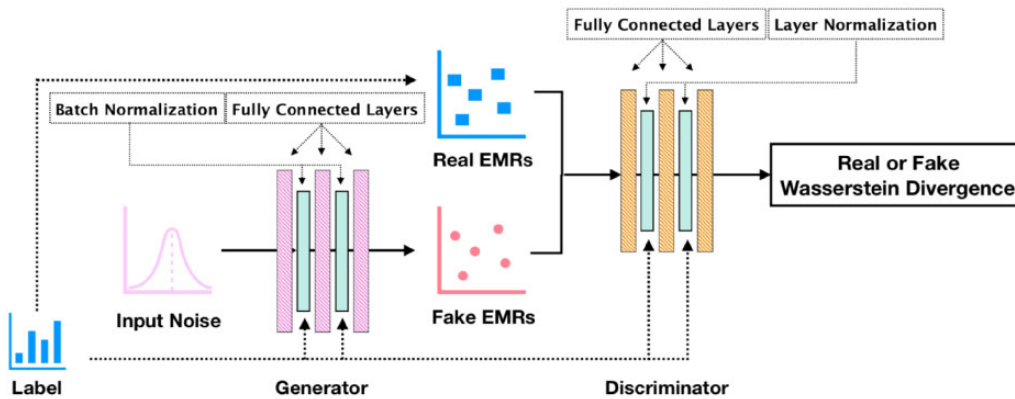 Fully Connected Layers
Layer Normalization
Batch Normalization
Fully Connected Layers
Real EMRs
Real or Fake
Wasserstein Divergence
Input Noise
Fake EMRs
Label
Generator
Discriminator